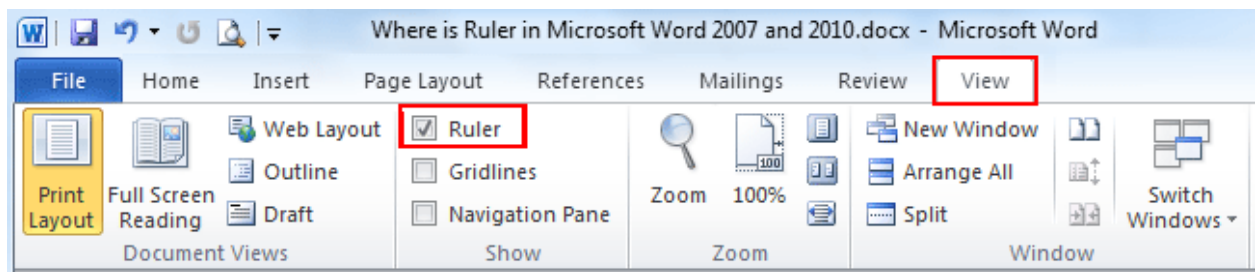 W Where is Ruler in Microsoft Word 2007 and 2010.docx - Microsoft Word
File Home Insert Page Layout References Mailings Review View
Print Layout
Full Screen Reading
Web Layout
Outline
Draft
Document Views
Ruler
Gridlines
Navigation Pane
Show
Zoom
100
100%
Zoom
New Window
Arrange All
Split
Switch Windows
Window